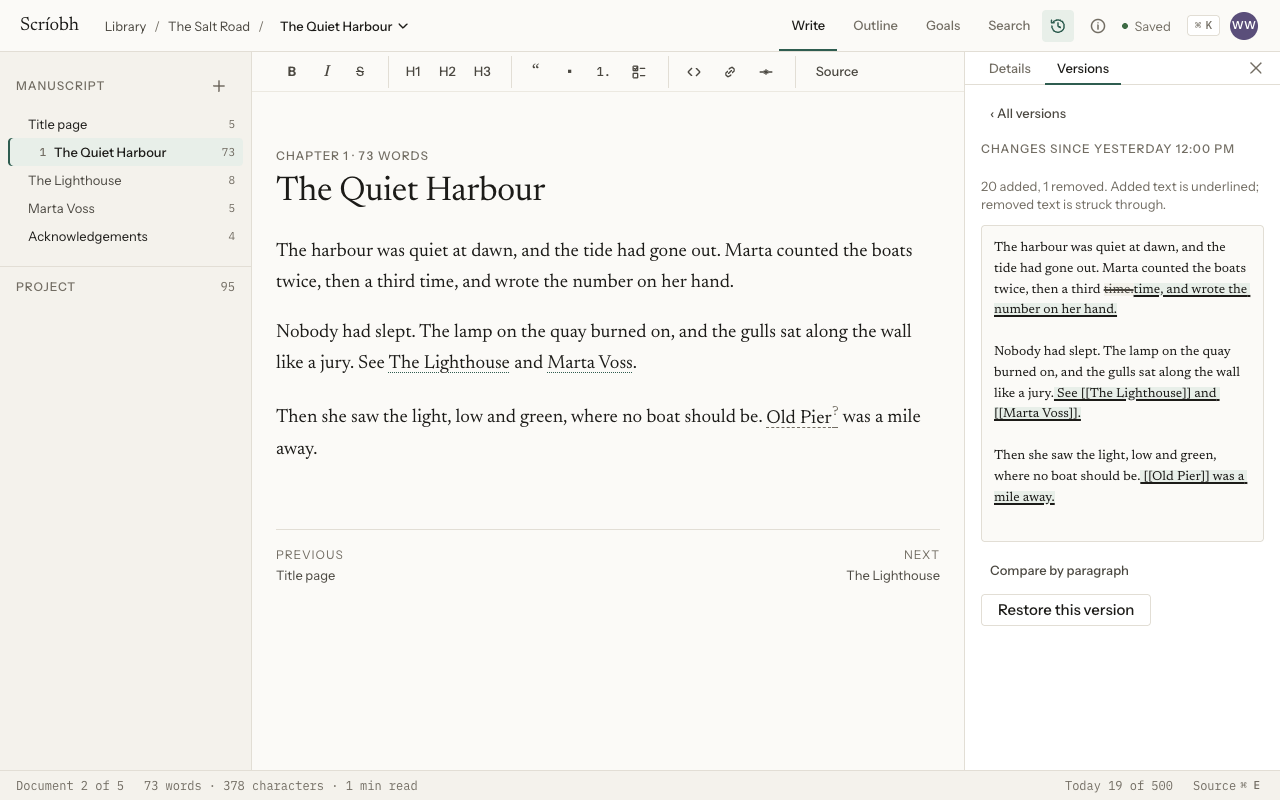 Scríobh
Library / The Salt Road / The Quiet Harbour
Write Outline Goals Search
Saved
⌘ K
WW
MANUSCRIPT
Title page 5
1 The Quiet Harbour 73
The Lighthouse 8
Marta Voss 5
Acknowledgements 4
PROJECT 95
B I S H1 H2 H3 “ ▪ 1. Source
CHAPTER 1 · 73 WORDS
The Quiet Harbour
The harbour was quiet at dawn, and the tide had gone out. Marta counted the boats
twice, then a third time, and wrote the number on her hand.
Nobody had slept. The lamp on the quay burned on, and the gulls sat along the wall
like a jury. See The Lighthouse and Marta Voss.
Then she saw the light, low and green, where no boat should be. Old Pier? was a mile
away.
PREVIOUS
Title page
NEXT
The Lighthouse
Details Versions
‹ All versions
CHANGES SINCE YESTERDAY 12:00 PM
20 added, 1 removed. Added text is underlined;
removed text is struck through.
The harbour was quiet at dawn, and the
tide had gone out. Marta counted the boats
twice, then a third time.time, and wrote the
number on her hand.
Nobody had slept. The lamp on the quay
burned on, and the gulls sat along the wall
like a jury. See [[The Lighthouse]] and
[[Marta Voss]].
Then she saw the light, low and green,
where no boat should be. [[Old Pier]] was a
mile away.
Compare by paragraph
Restore this version
Document 2 of 5 73 words · 378 characters · 1 min read
Today 19 of 500 Source ⌘ E